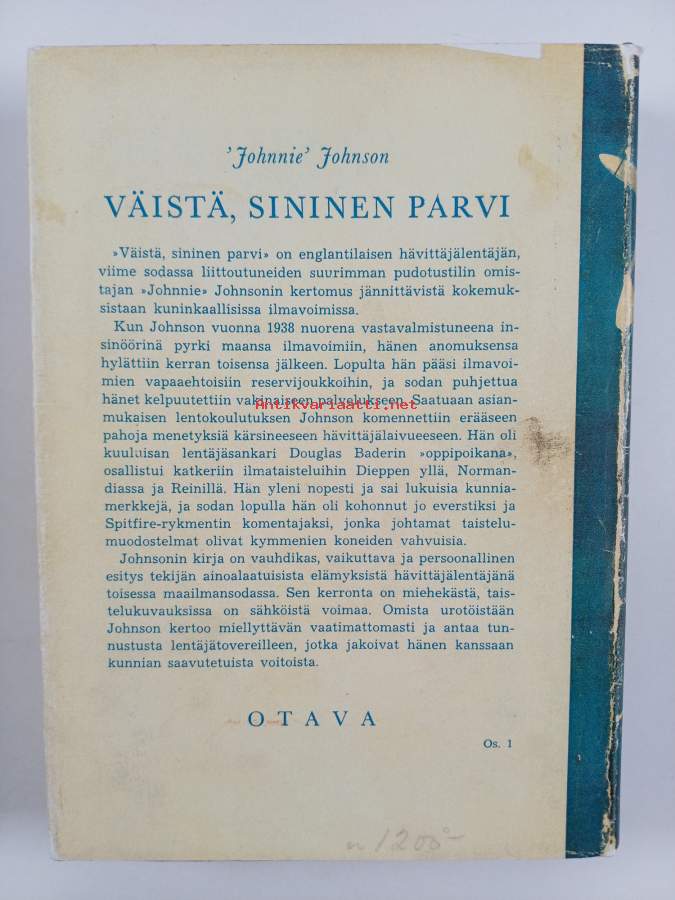 'Johnnie' Johnson
VÄISTÄ, SININEN PARVI
»Väistä, sininen parvi» on englantilaisen hävittäjälentäjän,
viime sodassa liittoutuneiden suurimman pudotustilin omis-
tajan »Johnnie» Johnsonin kertomus jännittävistä kokemuk-
sistaan kuninkaallisissa ilmavoimissa.
Kun Johnson vuonna 1938 nuorena vastavalmistuneena in-
sinöörinä pyrki maansa ilmavoimiin, hänen anomuksensa
hylättiin kerran toisensa jälkeen. Lopulta hän pääsi ilmavoi-
mien vapaaehtoisiin reservijoukkoihin, ja sodan puhjettua
hänet kelpuutettiin vakinaiseen palvelukseen. Saatuaan asian-
Antikvariaatti.net
mukaisen lentokoulutuksen Johnson komennettiin erääseen
pahoja menetyksiä kärsineeseen hävittäjälaivueeseen. Hän oli
kuuluisan lentäjäsankari Douglas Baderin »oppipoikana»,
osallistui katkeriin ilmataisteluihin Dieppen yllä, Norman-
diassa ja Reinillä. Hän yleni nopesti ja sai lukuisia kunnia-
merkkejä, ja sodan lopulla hän oli kohonnut jo everstiksi ja
Spitfire-rykmentin komentajaksi, jonka johtamat taistelu-
muodostelmat olivat kymmenien koneiden vahvuisia.
Johnsonin kirja on vauhdikas, vaikuttava ja persoonallinen
esitys tekijän ainoalaatuisista elämyksistä hävittäjälentäjänä
toisessa maailmansodassa. Sen kerronta on miehekästä, tais-
telukuvauksissa on sähköistä voimaa. Omista urotöistään
Johnson kertoo miellyttävän vaatimattomasti ja antaa tun-
nustusta lentäjätovereilleen, jotka jakoivat hänen kanssaan
kunnian saavutetuista voitoista.
OTAVA
Os. 1
1200-